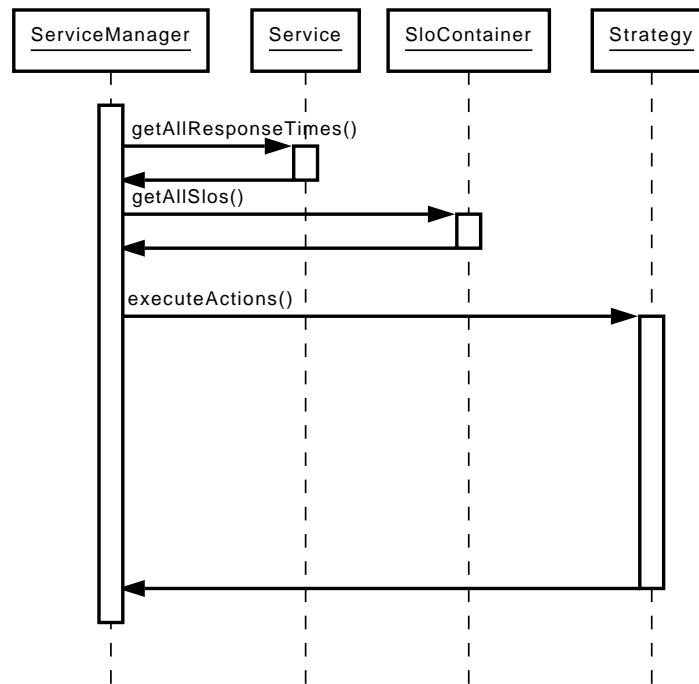 ServiceManager
Service
SloContainer
Strategy
getAllResponseTimes()
getAllSlos()
executeActions()